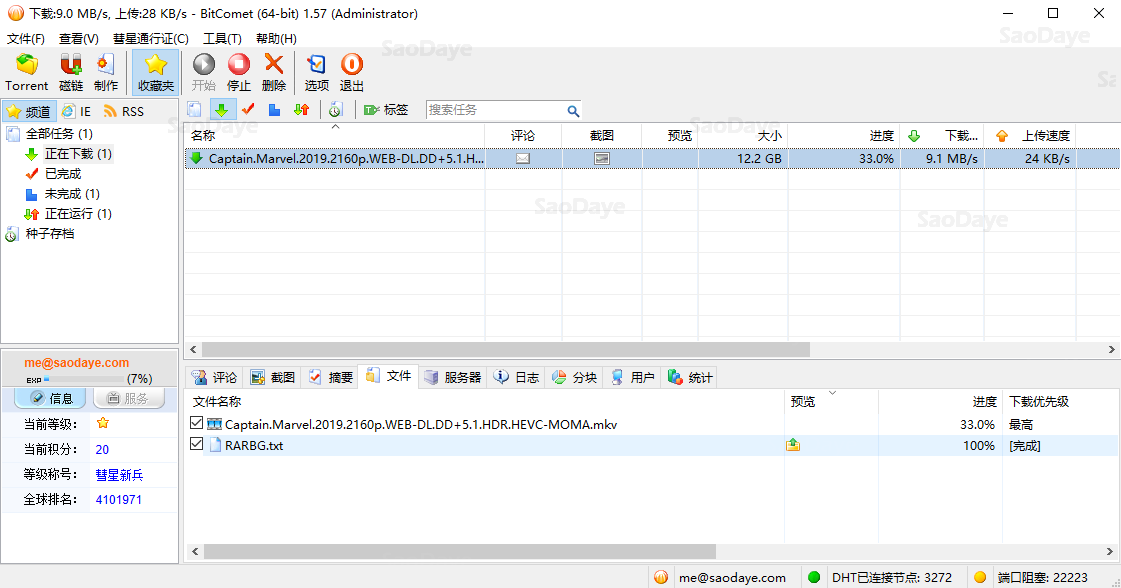 下载:9.0 MB/s, 上传:28 KB/s - BitComet (64-bit) 1.57 (Administrator)
文件(F) 查看(V) 彗星通行证(C) 工具(T) 帮助(H)
SaoDaye
SaoDaye
Torrent 磁链 制作 收藏夹 开始 停止 删除 选项 退出
频道 IE RSS
标签 搜索任务
SaoDaye
SaoDaye
全部任务 (1)
正在下载 (1)
已完成
未完成 (1)
正在运行 (1)
种子存档
名称 评论 截图 预览 大小 进度 下载... 上传速度
Captain.Marvel.2019.2160p.WEB-DL.DD+5.1.H... 12.2 GB 33.0% 9.1 MB/s 24 KB/s
SaoDaye
SaoDaye
me@saodaye.com
EXP (7%)
信息 服务
当前等级:
当前积分: 20
等级称号: 彗星新兵
全球排名: 4101971
评论 截图 摘要 文件 服务器 日志 分块 用户 统计
文件名称 预览 进度 下载优先级
Captain.Marvel.2019.2160p.WEB-DL.DD+5.1.HDR.HEVC-MOMA.mkv 33.0% 最高
RARBG.txt 100% [完成]
me@saodaye.com DHT已连接节点: 3272 端口阻塞: 22223